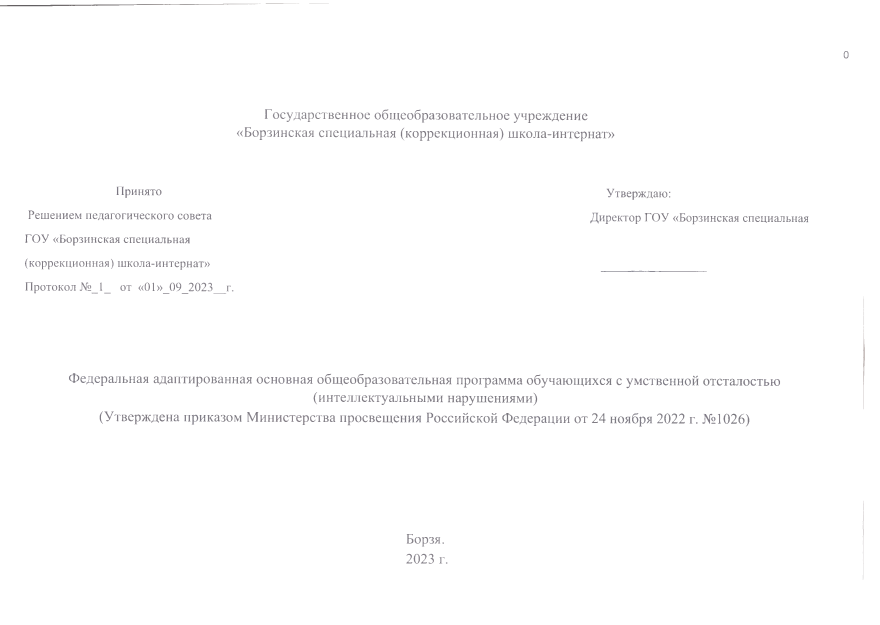 0
Государственное общеобразовательное учреждение
«Борзинская специальная (коррекционная) школа-интернат»
Принято
Решением педагогического совета
ГОУ «Борзинская специальная
(коррекционная) школа-интернат»
Протокол №_1_ от «01»_09_2023__г.
Утверждаю:
Директор ГОУ «Борзинская специальная
Федеральная адаптированная основная общеобразовательная программа обучающихся с умственной отсталостью
(интеллектуальными нарушениями)
(Утверждена приказом Министерства просвещения Российской Федерации от 24 ноября 2022 г. №1026)
Борзя.
2023 г.